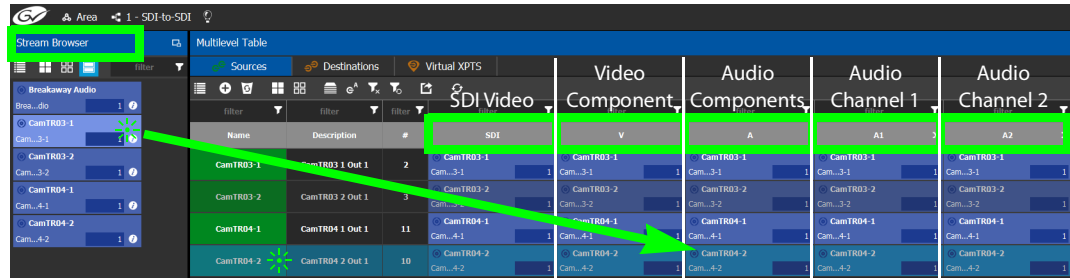 GV Area 1 - SDI-to-SDI
Stream Browser
filter
Breakaway Audio
Brea...dio 1
CamTR03-1
Cam...3-1 1
CamTR03-2
Cam...3-2 1
CamTR04-1
Cam...4-1 1
CamTR04-2
Cam...4-2 1
Multilevel Table
Sources Destinations Virtual XPTS
SDI Video
Video
Component
Audio
Components
Audio
Channel 1
Audio
Channel 2
filter filter filter filter filter filter filter filter
Name Description # SDI V A A1 A2
CamTR03-1 CamTR03 1 Out 1 2 CamTR03-1 CamTR03-1 CamTR03-1 CamTR03-1 CamTR03-1
Cam...3-1 1 Cam...3-1 1 Cam...3-1 1 Cam...3-1 1 Cam...3-1 1
CamTR03-2 CamTR03 2 Out 1 3 CamTR03-2 CamTR03-2 CamTR03-2 CamTR03-2 CamTR03-2
Cam...3-2 1 Cam...3-2 1 Cam...3-2 1 Cam...3-2 1 Cam...3-2 1
CamTR04-1 CamTR04 1 Out 1 11 CamTR04-1 CamTR04-1 CamTR04-1 CamTR04-1 CamTR04-1
Cam...4-1 1 Cam...4-1 1 Cam...4-1 1 Cam...4-1 1 Cam...4-1 1
CamTR04-2 CamTR04 2 Out 1 10 CamTR04-2 CamTR04-2 CamTR04-2 CamTR04-2 CamTR04-2
Cam...4-2 1 Cam...4-2 1 Cam...4-2 1 Cam...4-2 1 Cam...4-2 1